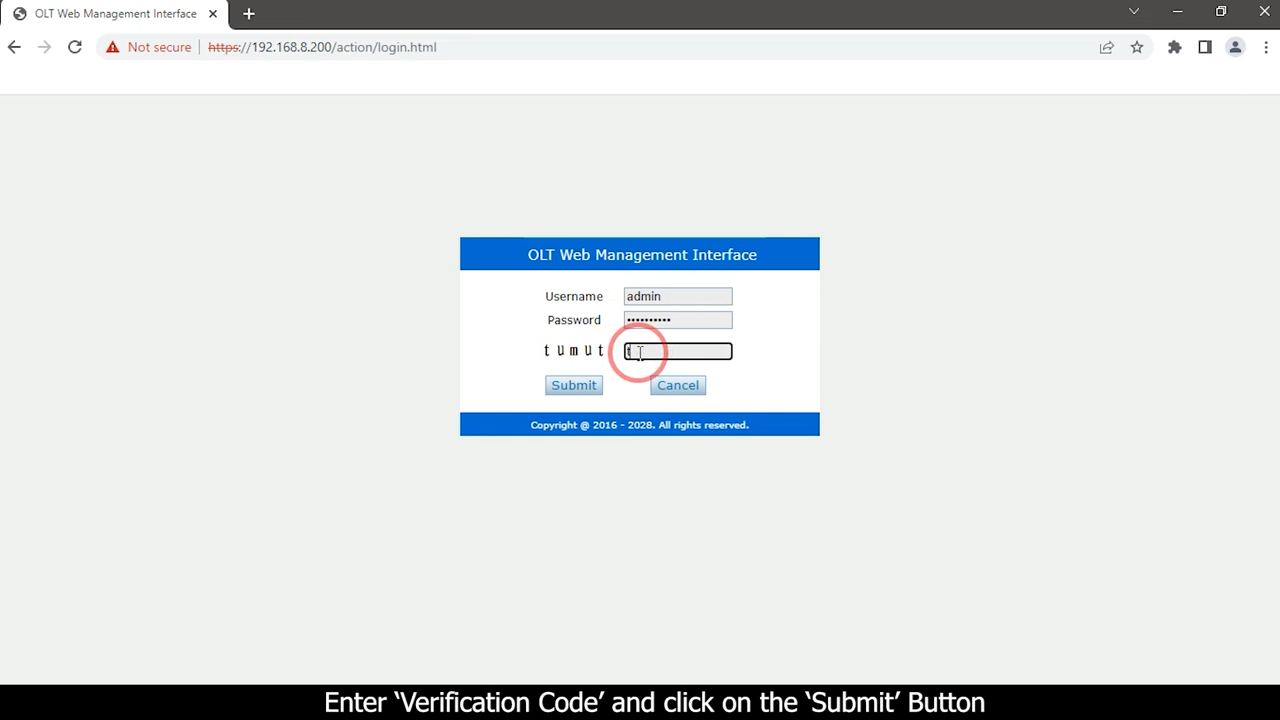 OLT Web Management Interface
Not secure
https://192.168.8.200/action/login.html
OLT Web Management Interface
Username admin
Password ••••••••••
t U m U t t
Submit Cancel
Copyright @ 2016 - 2028. All rights reserved.
Enter ‘Verification Code’ and click on the ‘Submit’ Button